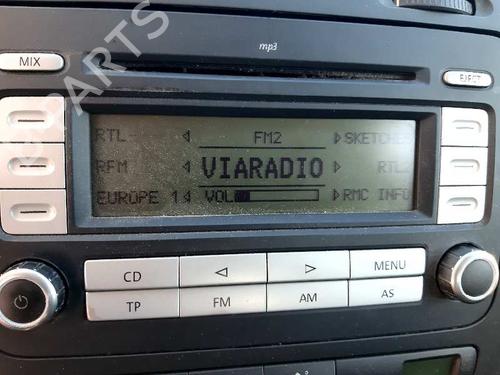 mp3
MIX
EJECT
RTL-
FM2
SKETCHE
RFM
VIARADIO
RTL
EUROPE 1
VOL
RMC INFO
CD
MENU
TP
FM
AM
AS
PARTS